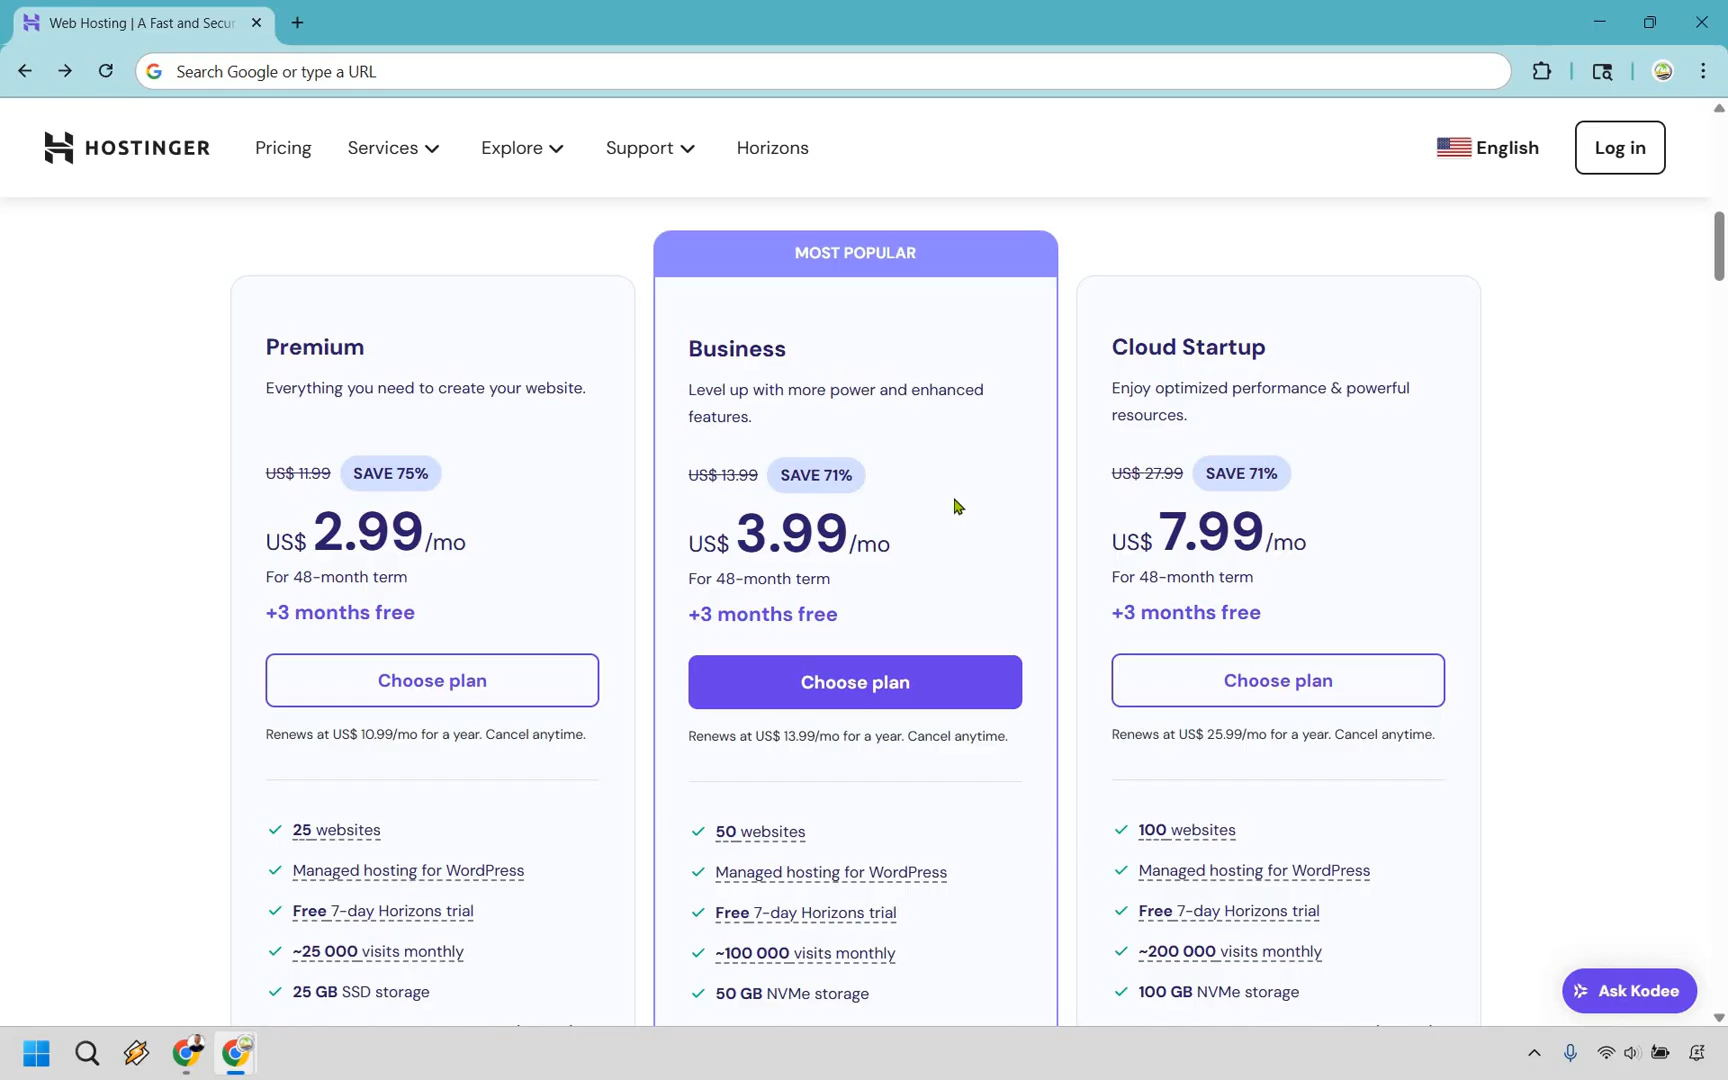 Web Hosting | A Fast and Secur
Search Google or type a URL
HOSTINGER
Pricing
Services
Explore
Support
Horizons
English
Log in
MOST POPULAR
Premium
Everything you need to create your website.
US$ 11.99
SAVE 75%
US$ 2.99/mo
For 48-month term
+3 months free
Choose plan
Renews at US$ 10.99/mo for a year. Cancel anytime.
25 websites
Managed hosting for WordPress
Free 7-day Horizons trial
~25 000 visits monthly
25 GB SSD storage
Business
Level up with more power and enhanced
features.
US$ 13.99
SAVE 71%
US$ 3.99/mo
For 48-month term
+3 months free
Choose plan
Renews at US$ 13.99/mo for a year. Cancel anytime.
50 websites
Managed hosting for WordPress
Free 7-day Horizons trial
~100 000 visits monthly
50 GB NVMe storage
Cloud Startup
Enjoy optimized performance & powerful
resources.
US$ 27.99
SAVE 71%
US$ 7.99/mo
For 48-month term
+3 months free
Choose plan
Renews at US$ 25.99/mo for a year. Cancel anytime.
100 websites
Managed hosting for WordPress
Free 7-day Horizons trial
~200 000 visits monthly
100 GB NVMe storage
Ask Kodee